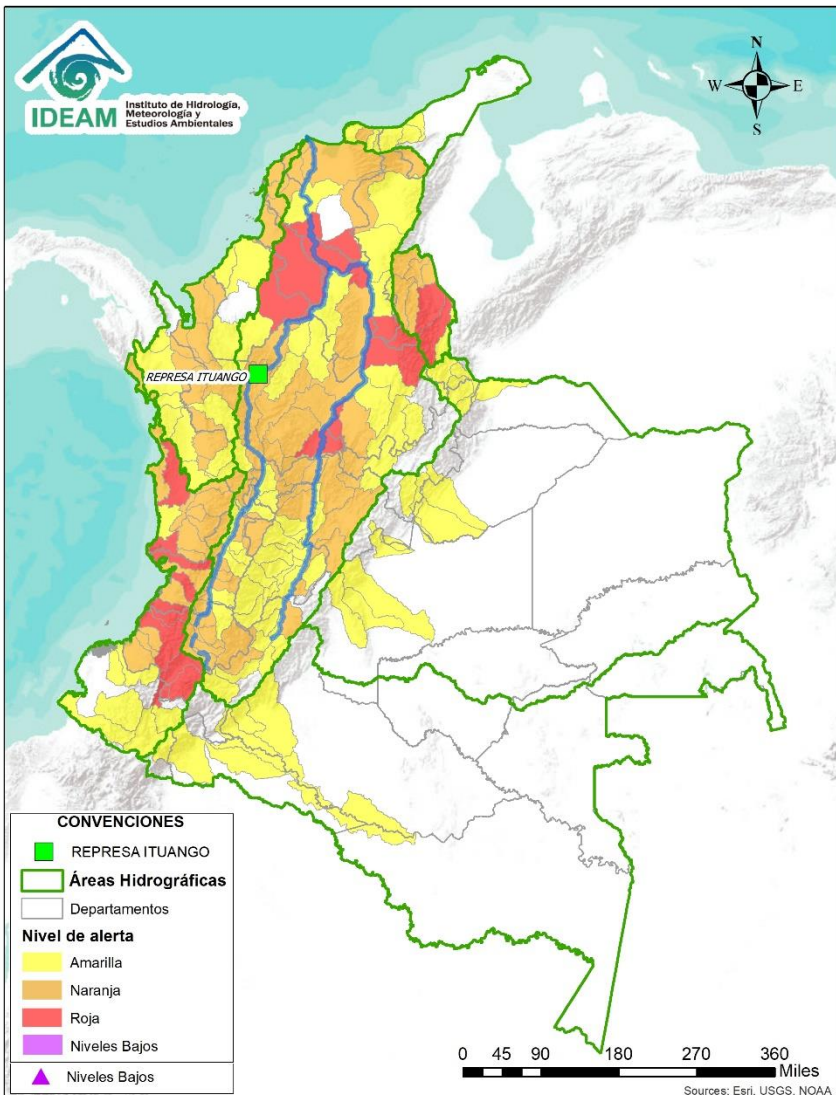 IDEAM
Instituto de Hidrología,
Meteorología y
Estudios Ambientales
N
W
E
S
REPRESA ITUANGO
CONVENCIONES
REPRESA ITUANGO
Áreas Hidrográficas
Departamentos
Nivel de alerta
Amarilla
Naranja
Roja
Niveles Bajos
Niveles Bajos
0 45 90 180 270 360
Miles
Sources: Esri, USGS, NOAA